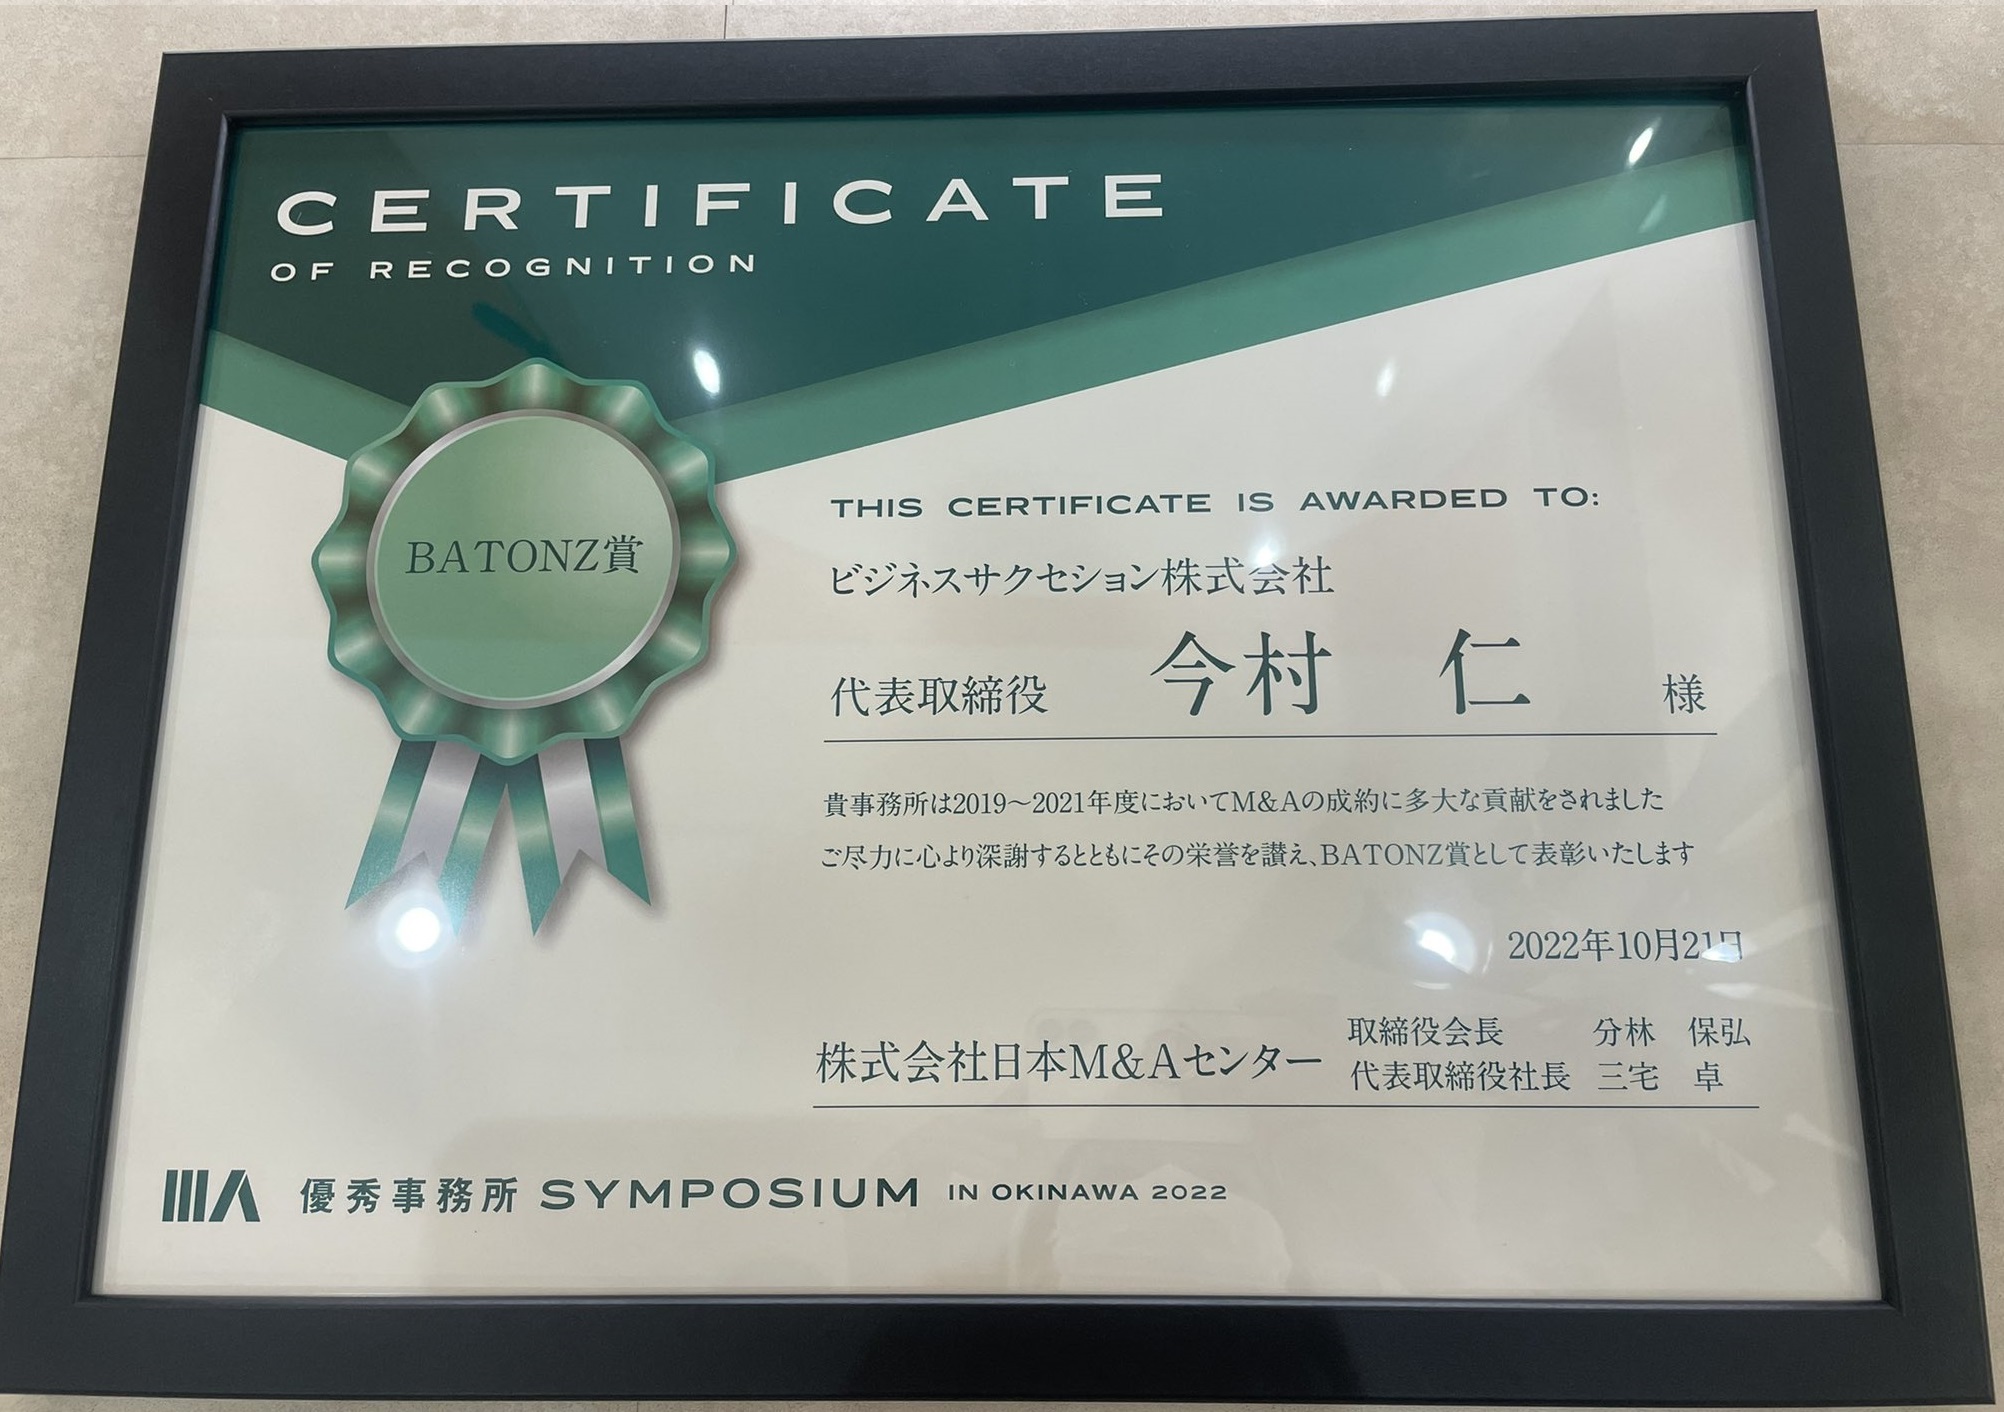 CERTIFICATE
OF RECOGNITION
BATONZ賞
THIS CERTIFICATE IS AWARDED TO:
ビジネスサクセション株式会社
代表取締役 今村 仁 様
貴事務所は2019～2021年度においてM&Aの成約に多大な貢献をされました
ご尽力に心より深謝するとともにその栄誉を讃え、BATONZ賞として表彰いたします
2022年10月21日
株式会社日本M&Aセンター
取締役会長 分林 保弘
代表取締役社長 三宅 卓
優秀事務所 SYMPOSIUM IN OKINAWA 2022